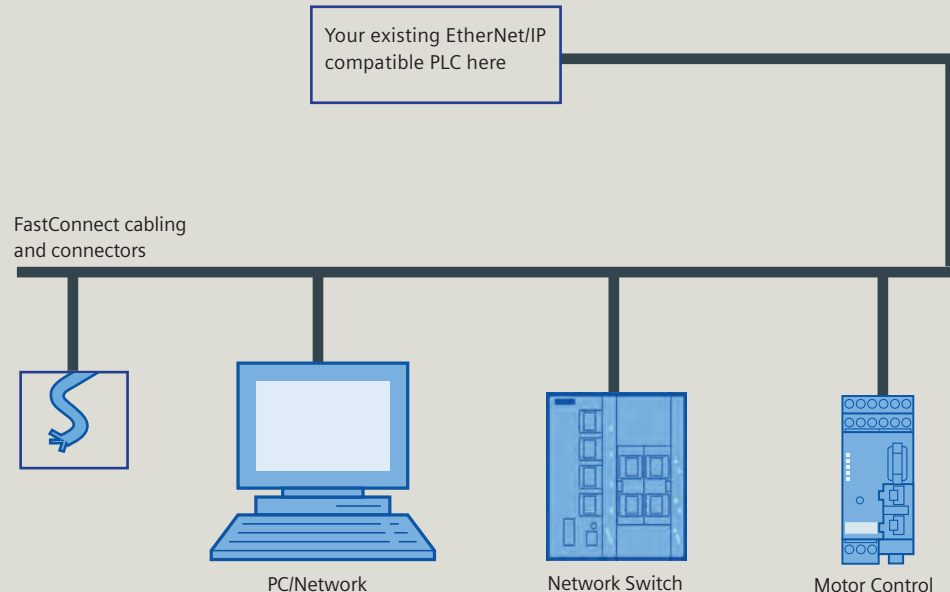 Your existing EtherNet/IP
compatible PLC here
FastConnect cabling
and connectors
PC/Network
Network Switch
Motor Control